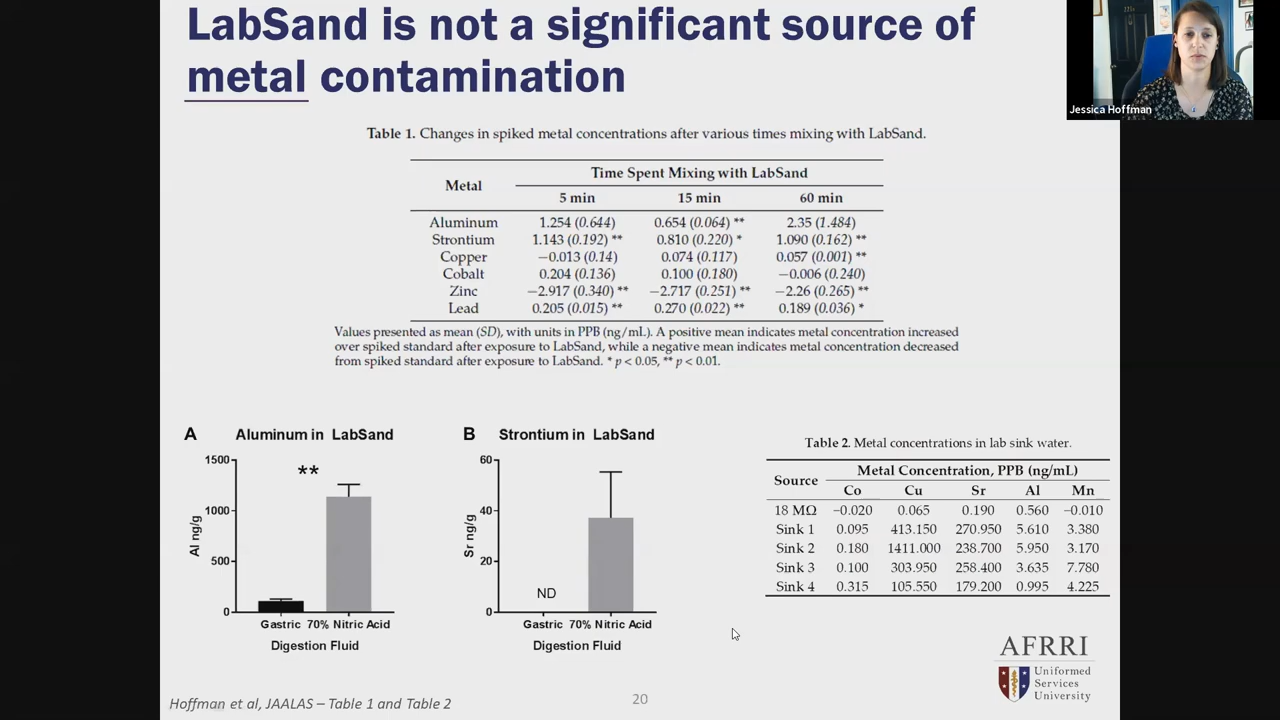 LabSand is not a significant source of
metal contamination
Jessica Hoffman
Table 1. Changes in spiked metal concentrations after various times mixing with LabSand.
Metal Time Spent Mixing with LabSand
5 min 15 min 60 min
Aluminum 1.254 (0.644) 0.654 (0.064) ** 2.35 (1.484)
Strontium 1.143 (0.192) ** 0.810 (0.220) * 1.090 (0.162) **
Copper −0.013 (0.14) 0.074 (0.117) 0.057 (0.001) **
Cobalt 0.204 (0.136) 0.100 (0.180) −0.006 (0.240)
Zinc −2.917 (0.340) ** −2.717 (0.251) ** −2.26 (0.265) **
Lead 0.205 (0.015) ** 0.270 (0.022) ** 0.189 (0.036) *
Values presented as mean (SD), with units in PPB (ng/mL). A positive mean indicates metal concentration increased
over spiked standard after exposure to LabSand, while a negative mean indicates metal concentration decreased
from spiked standard after exposure to LabSand. * p < 0.05, ** p < 0.01.
A Aluminum in LabSand
**
Al ng/g
1500
1000
500
0
Gastric 70% Nitric Acid
Digestion Fluid
B Strontium in LabSand
Sr ng/g
60
40
20
0
ND
Gastric 70% Nitric Acid
Digestion Fluid
Table 2. Metal concentrations in lab sink water.
Source Metal Concentration, PPB (ng/mL)
Co Cu Sr Al Mn
18 MΩ −0.020 0.065 0.190 0.560 −0.010
Sink 1 0.095 413.150 270.950 5.610 3.380
Sink 2 0.180 1411.000 238.700 5.950 3.170
Sink 3 0.100 303.950 258.400 3.635 7.780
Sink 4 0.315 105.550 179.200 0.995 4.225
AFRRI
Uniformed
Services
University
Hoffman et al, JAALAS – Table 1 and Table 2
20